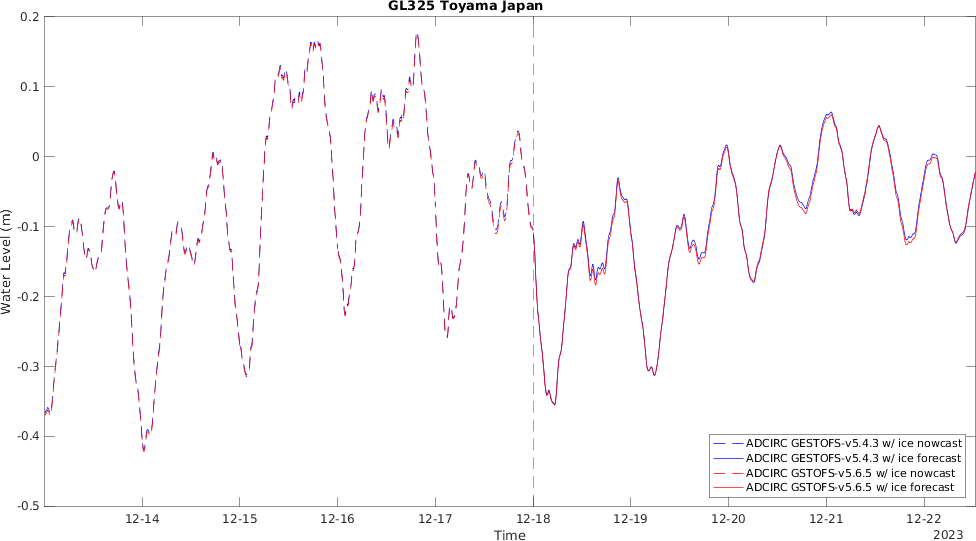 GL325 Toyama Japan
0.2
0.1
0
-0.1
-0.2
-0.3
-0.4
-0.5
Water Level (m)
ADCIRC GESTOFS-v5.4.3 w/ ice nowcast
ADCIRC GESTOFS-v5.4.3 w/ ice forecast
ADCIRC GSTOFS-v5.6.5 w/ ice nowcast
ADCIRC GSTOFS-v5.6.5 w/ ice forecast
12-14 12-15 12-16 12-17 12-18 12-19 12-20 12-21 12-22
Time
2023